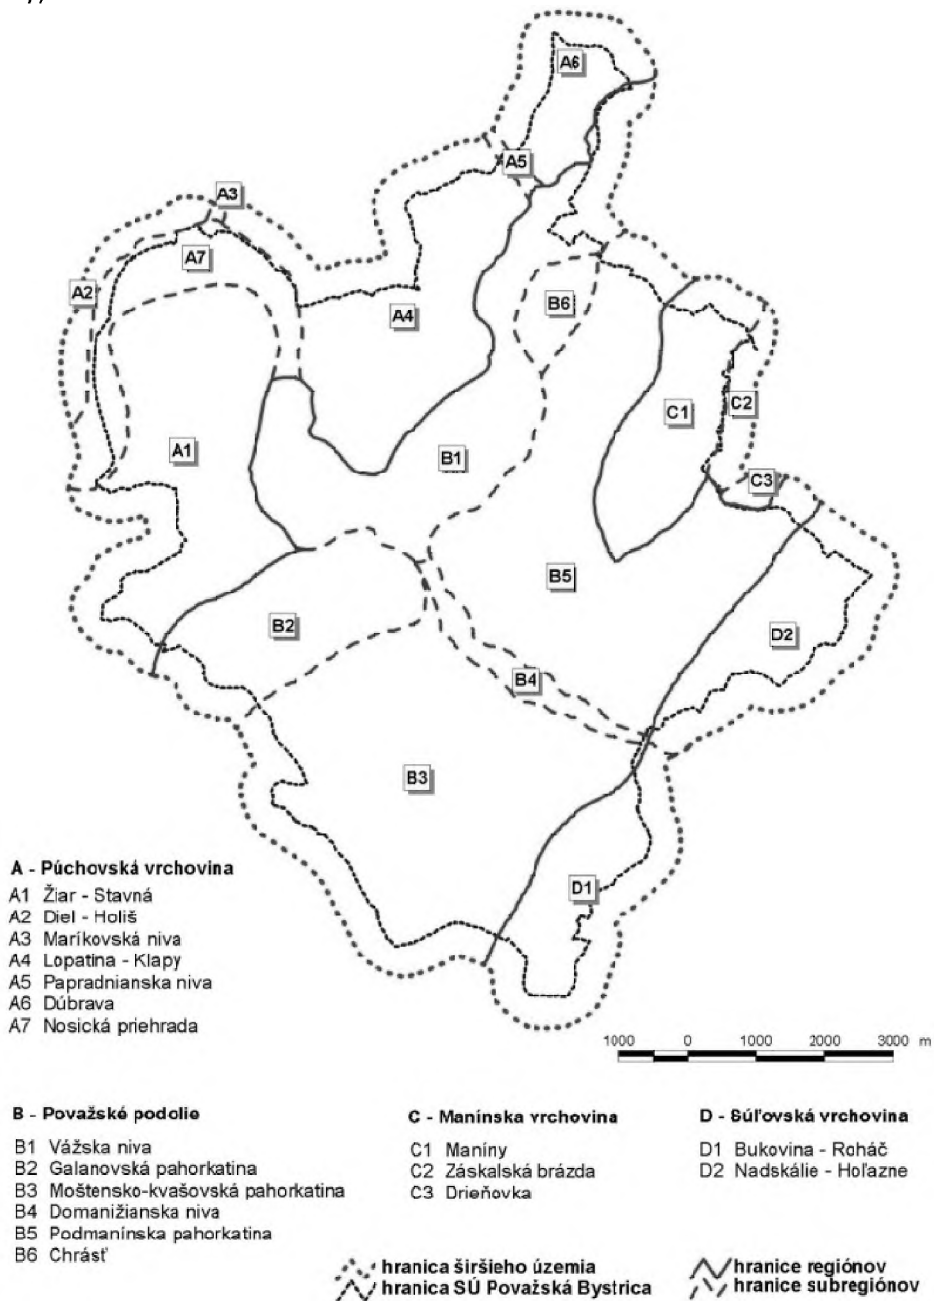 A6
A5
A3
A7
A2
B6
A4
C2
C1
A1
B1
C3
B5
B2
D2
B4
B3
D1
A - Púchovská vrchovina
A1 Žiar - Stavná
A2 Diel - Holiš
A3 Maríkovská niva
A4 Lopatina - Klapy
A5 Papradnianska niva
A6 Dúbrava
A7 Nosická priehrada
1000 0 1000 2000 3000 m
B - Považské podolie
B1 Vážska niva
B2 Galanovská pahorkatina
B3 Moštensko-kvašovská pahorkatina
B4 Domanižianska niva
B5 Podmanínska pahorkatina
B6 Chrásť
C - Manínska vrchovina
C1 Maníny
C2 Záskalská brázda
C3 Drieňovka
D - Súľovská vrchovina
D1 Bukovina - Roháč
D2 Nadskálie - Hoľazne
hranica širšieho územia
hranica SÚ Považská Bystrica
hranice regiónov
hranice subregiónov